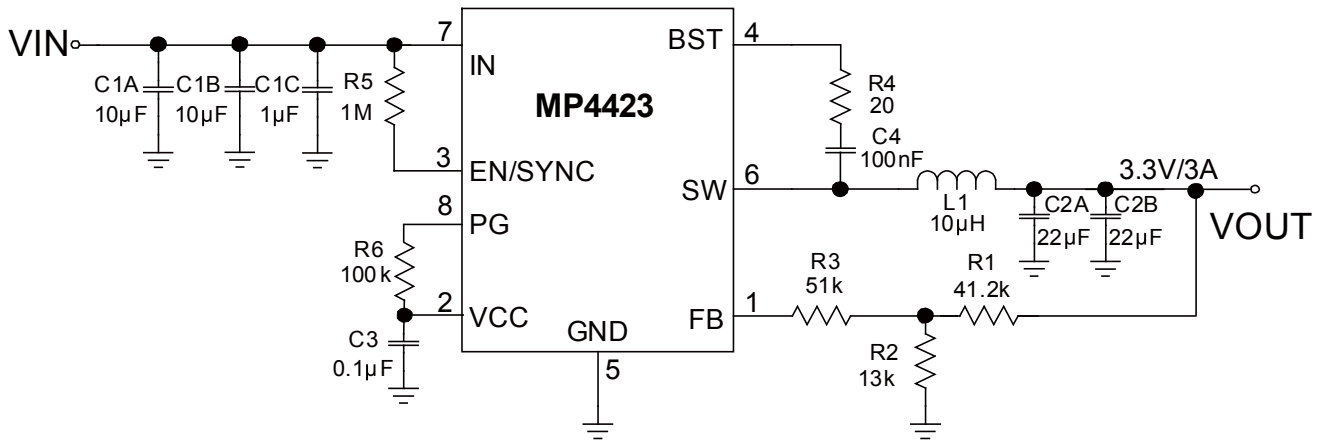 VIN
C1A
10μF
C1B
10μF
C1C
1μF
R5
1M
7
IN
3
EN/SYNC
8
PG
R6
100k
2
VCC
C3
0.1μF
MP4423
GND
5
BST
4
R4
20
C4
100nF
SW
6
L1
10μH
3.3V/3A
C2A
22μF
C2B
22μF
VOUT
FB
1
R3
51k
R1
41.2k
R2
13k